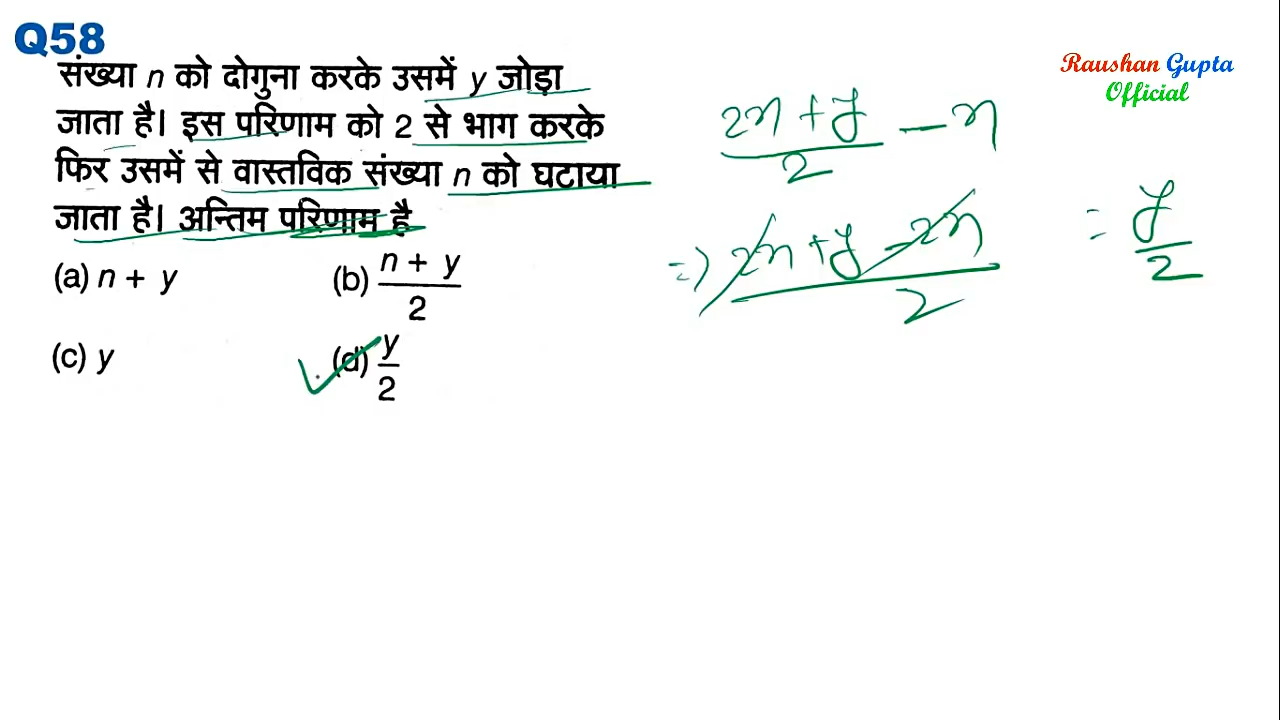 Q58
संख्या n को दोगुना करके उसमें y जोड़ा
जाता है। इस परिणाम को 2 से भाग करके
फिर उसमें से वास्तविक संख्या n को घटाया
जाता है। अन्तिम परिणाम है
(a) n + y (b) n + y / 2
(c) y (d) y / 2
Raushan Gupta
Official
2n + y / 2 - n
=> 2n + y - 2n / 2 = y / 2